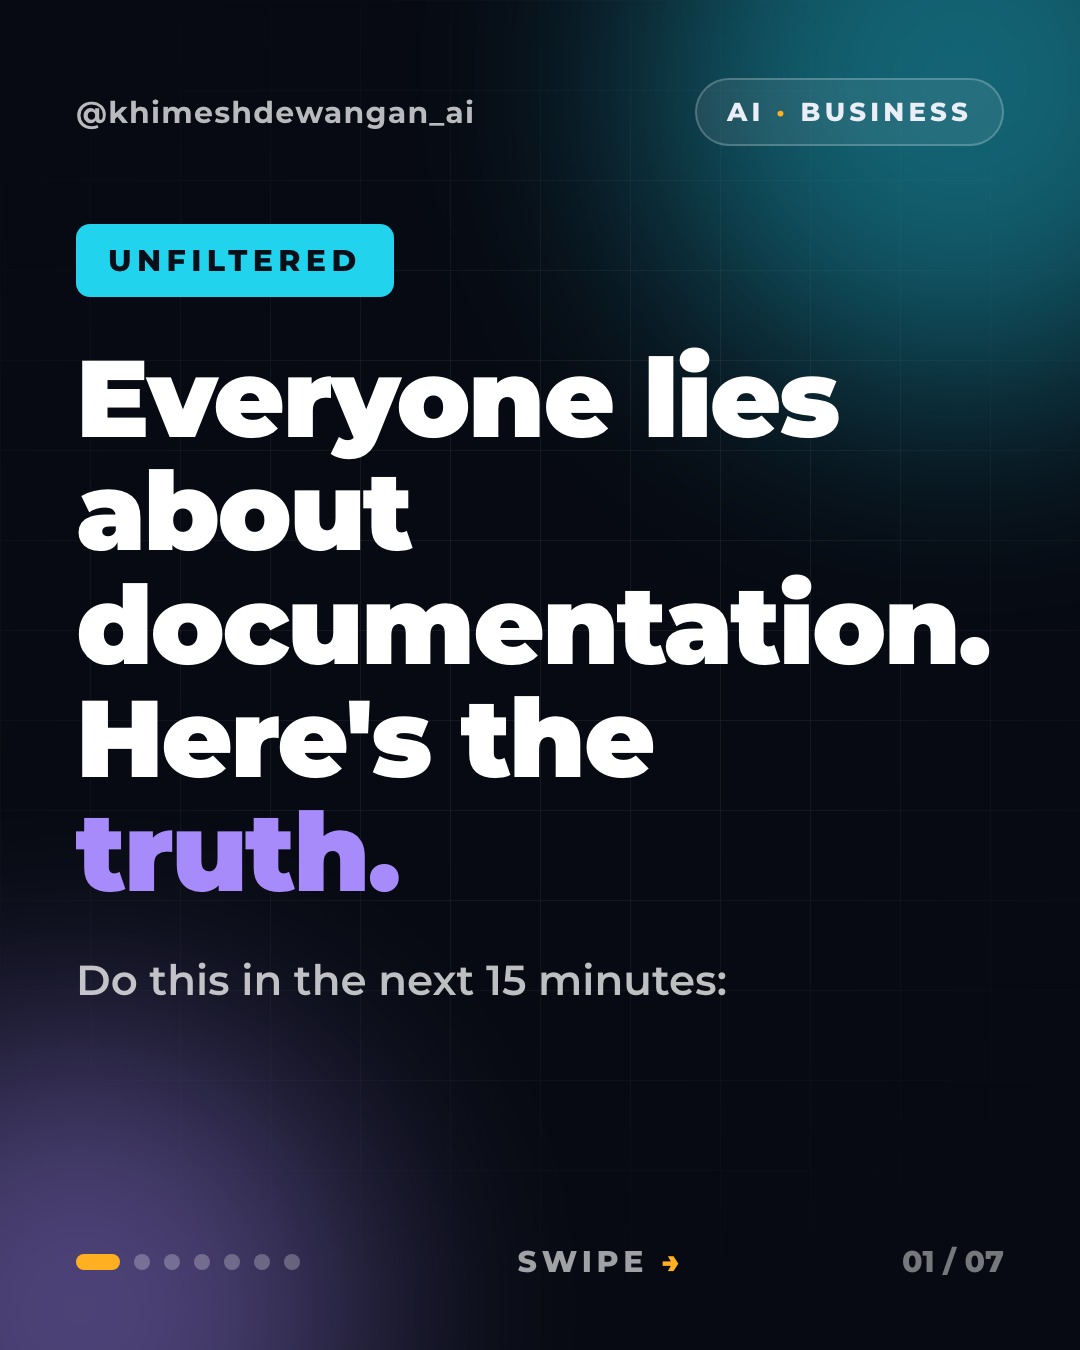 @khimeshdewangan_ai
AI • BUSINESS
UNFILTERED
Everyone lies
about
documentation.
Here's the
truth.
Do this in the next 15 minutes:
SWIPE →
01 / 07